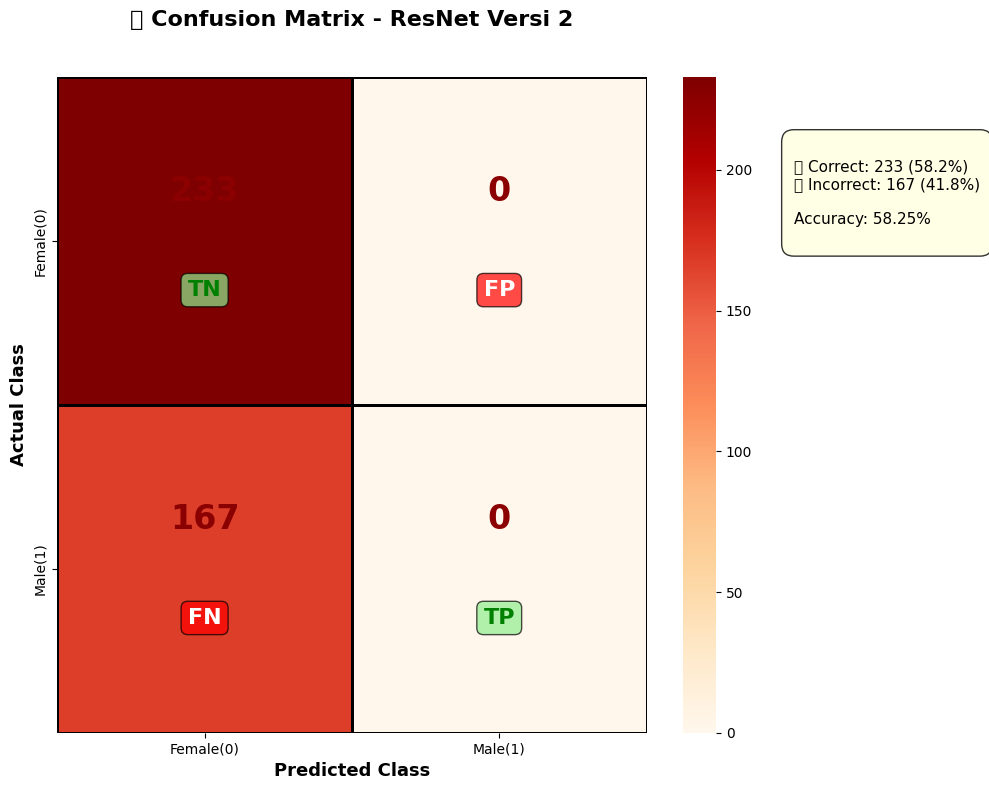 Confusion Matrix - ResNet Versi 2
233
0
TN
FP
167
0
FN
TP
Female(0)
Male(1)
Actual Class
Female(0)
Male(1)
Predicted Class
200
150
100
50
0
Correct: 233 (58.2%)
Incorrect: 167 (41.8%)
Accuracy: 58.25%